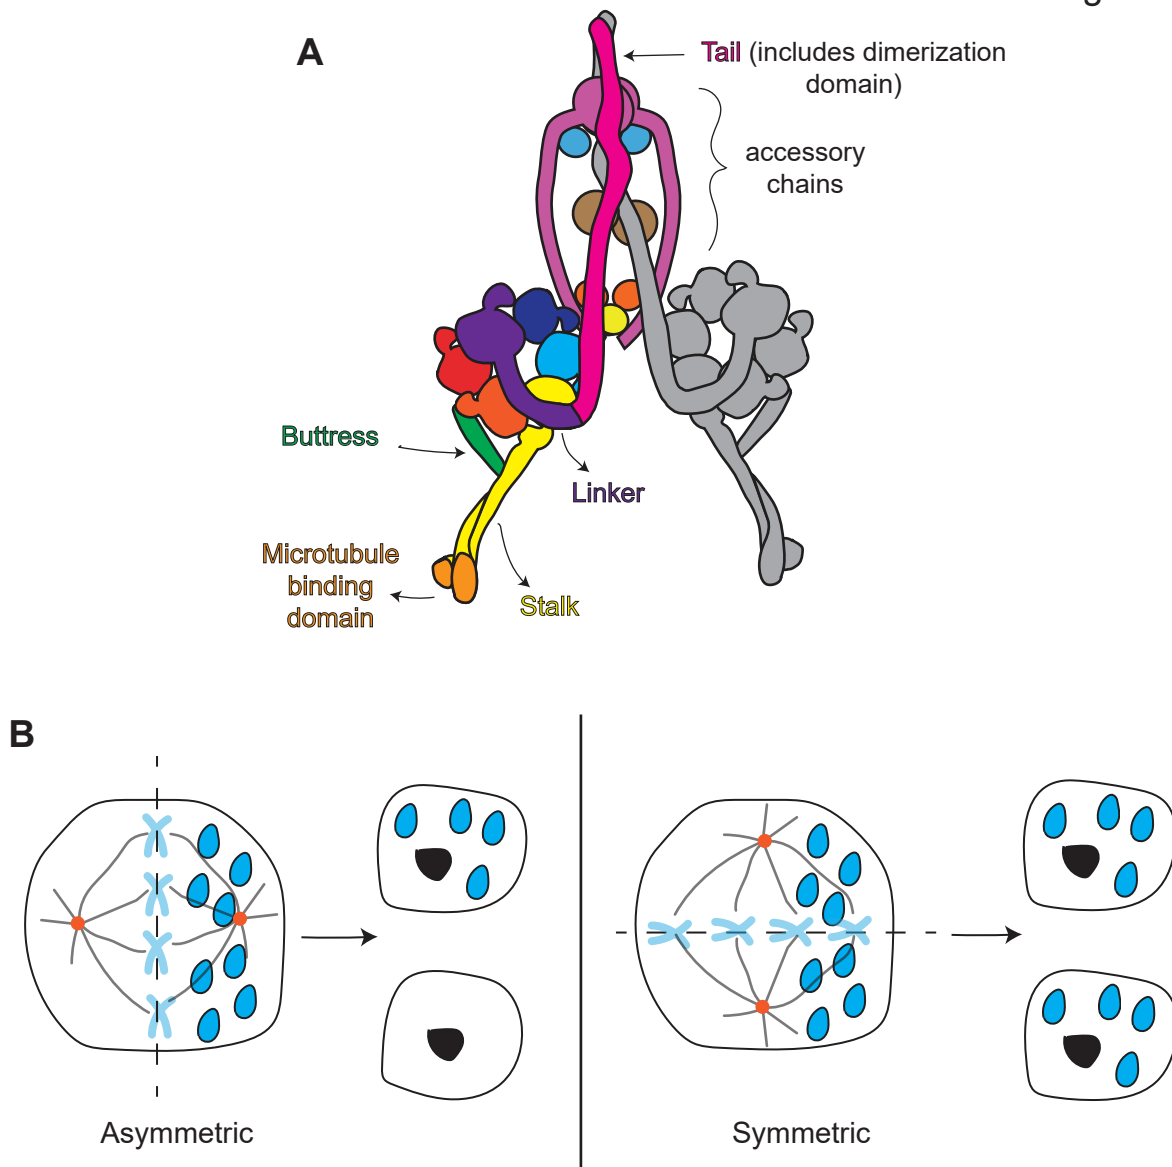 A
Tail (includes dimerization
domain)
accessory
chains
Buttress
Linker
Microtubule
binding
domain
Stalk
B
Asymmetric
Symmetric